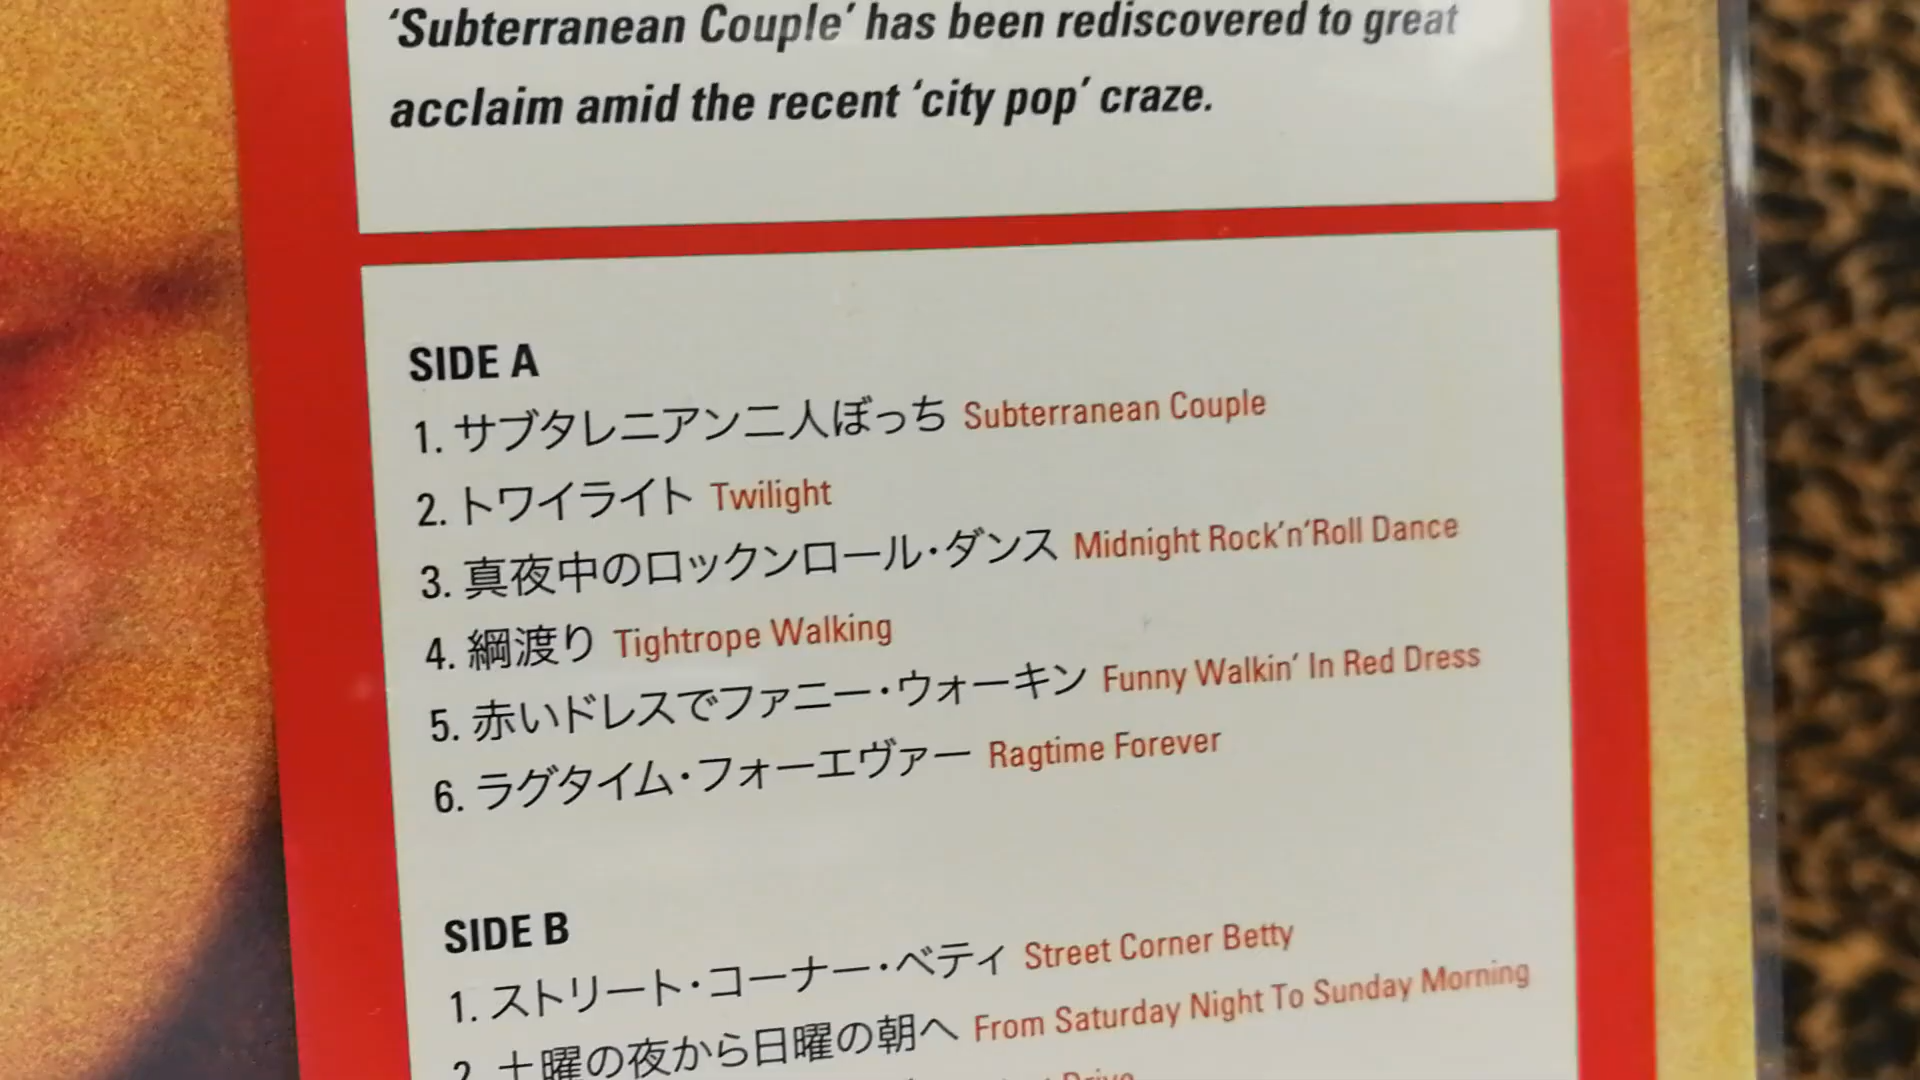 ‘Subterranean Couple’ has been rediscovered to great
acclaim amid the recent ‘city pop’ craze.
SIDE A
1. サブタレニアン二人ぼっち Subterranean Couple
2. トワイライト Twilight
3. 真夜中のロックンロール・ダンス Midnight Rock’n’Roll Dance
4. 綱渡り Tightrope Walking
5. 赤いドレスでファニー・ウォーキン Funny Walkin’ In Red Dress
6. ラグタイム・フォーエヴァー Ragtime Forever
SIDE B
1. ストリート・コーナー・ベティ Street Corner Betty
2. 土曜の夜から日曜の朝へ From Saturday Night To Sunday Morning
Drive